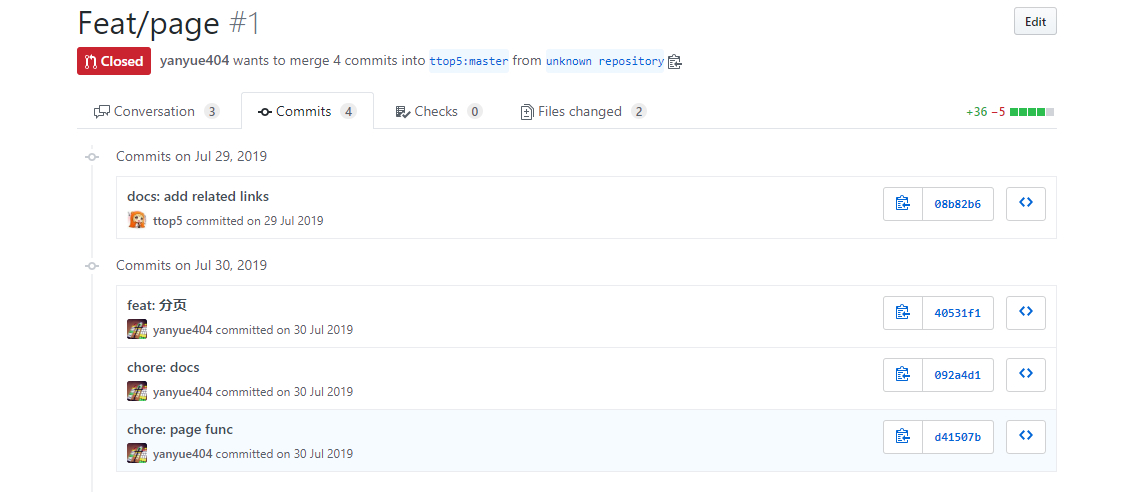 Feat/page #1
Edit
Closed yanyue404 wants to merge 4 commits into ttop5:master from unknown repository
Conversation 3 Commits 4 Checks 0 Files changed 2 +36 −5
Commits on Jul 29, 2019
docs: add related links
08b82b6
ttop5 committed on 29 Jul 2019
Commits on Jul 30, 2019
feat: 分页
40531f1
yanyue404 committed on 30 Jul 2019
chore: docs
092a4d1
yanyue404 committed on 30 Jul 2019
chore: page func
d41507b
yanyue404 committed on 30 Jul 2019